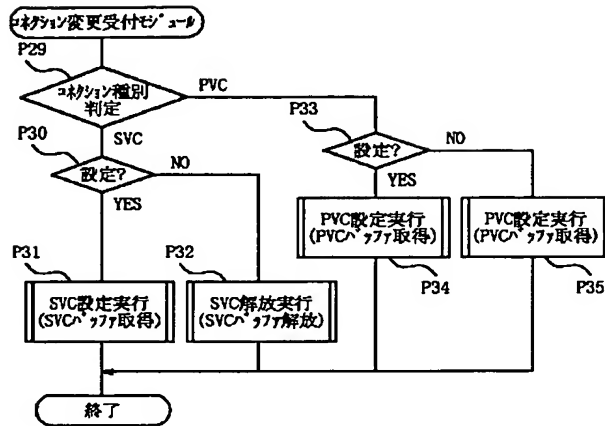 コネクション変更受付モジュール
P29
コネクション種別
判定
PVC
SVC
P30
設定?
NO
YES
P33
設定?
NO
YES
P31
SVC設定実行
(SVCバッファ取得)
P32
SVC解放実行
(SVCバッファ解放)
PVC設定実行
(PVCバッファ取得)
P34
PVC設定実行
(PVCバッファ取得)
P35
終了